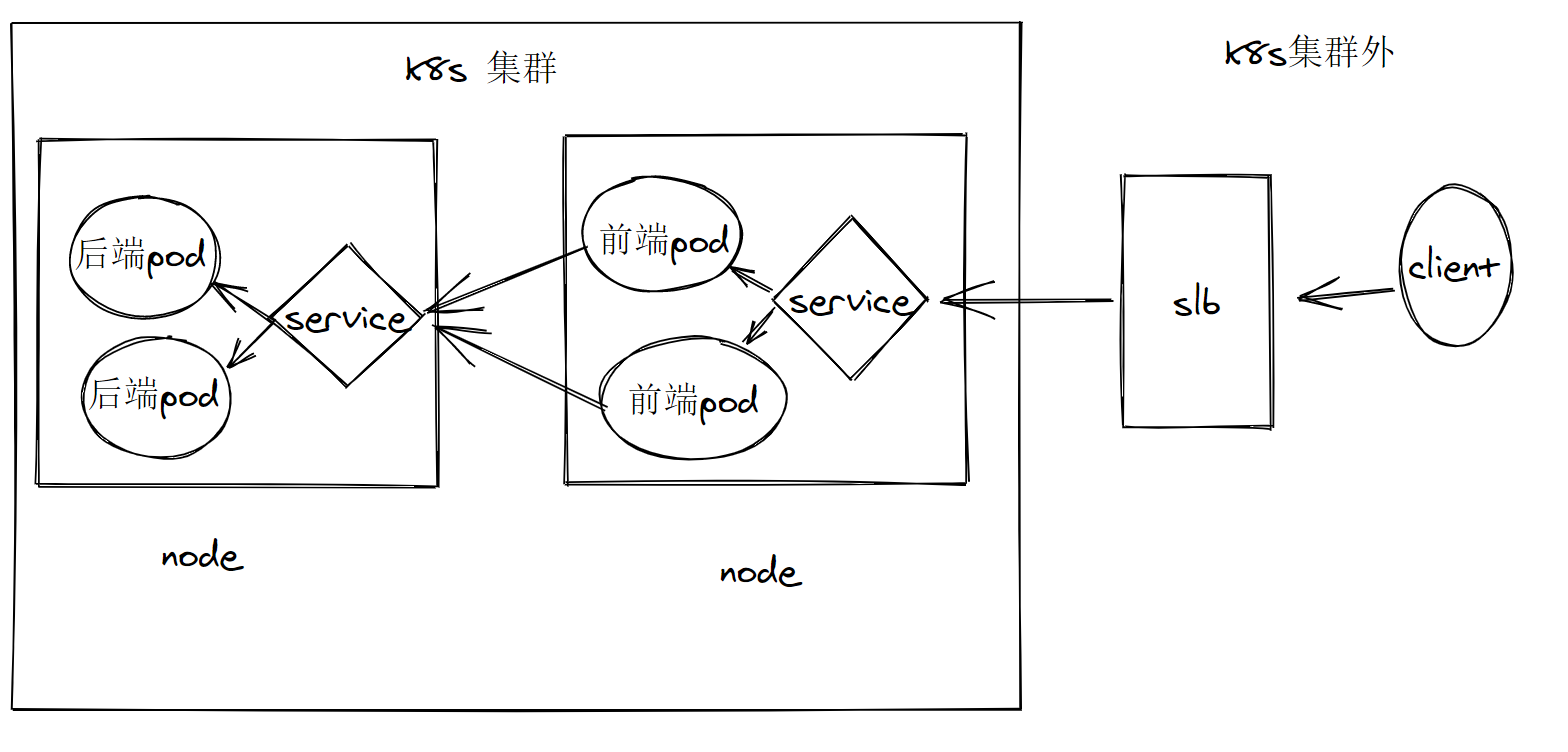 k8s 集群
k8s集群外
后端pod
后端pod
service
node
前端pod
前端pod
service
node
slb
client